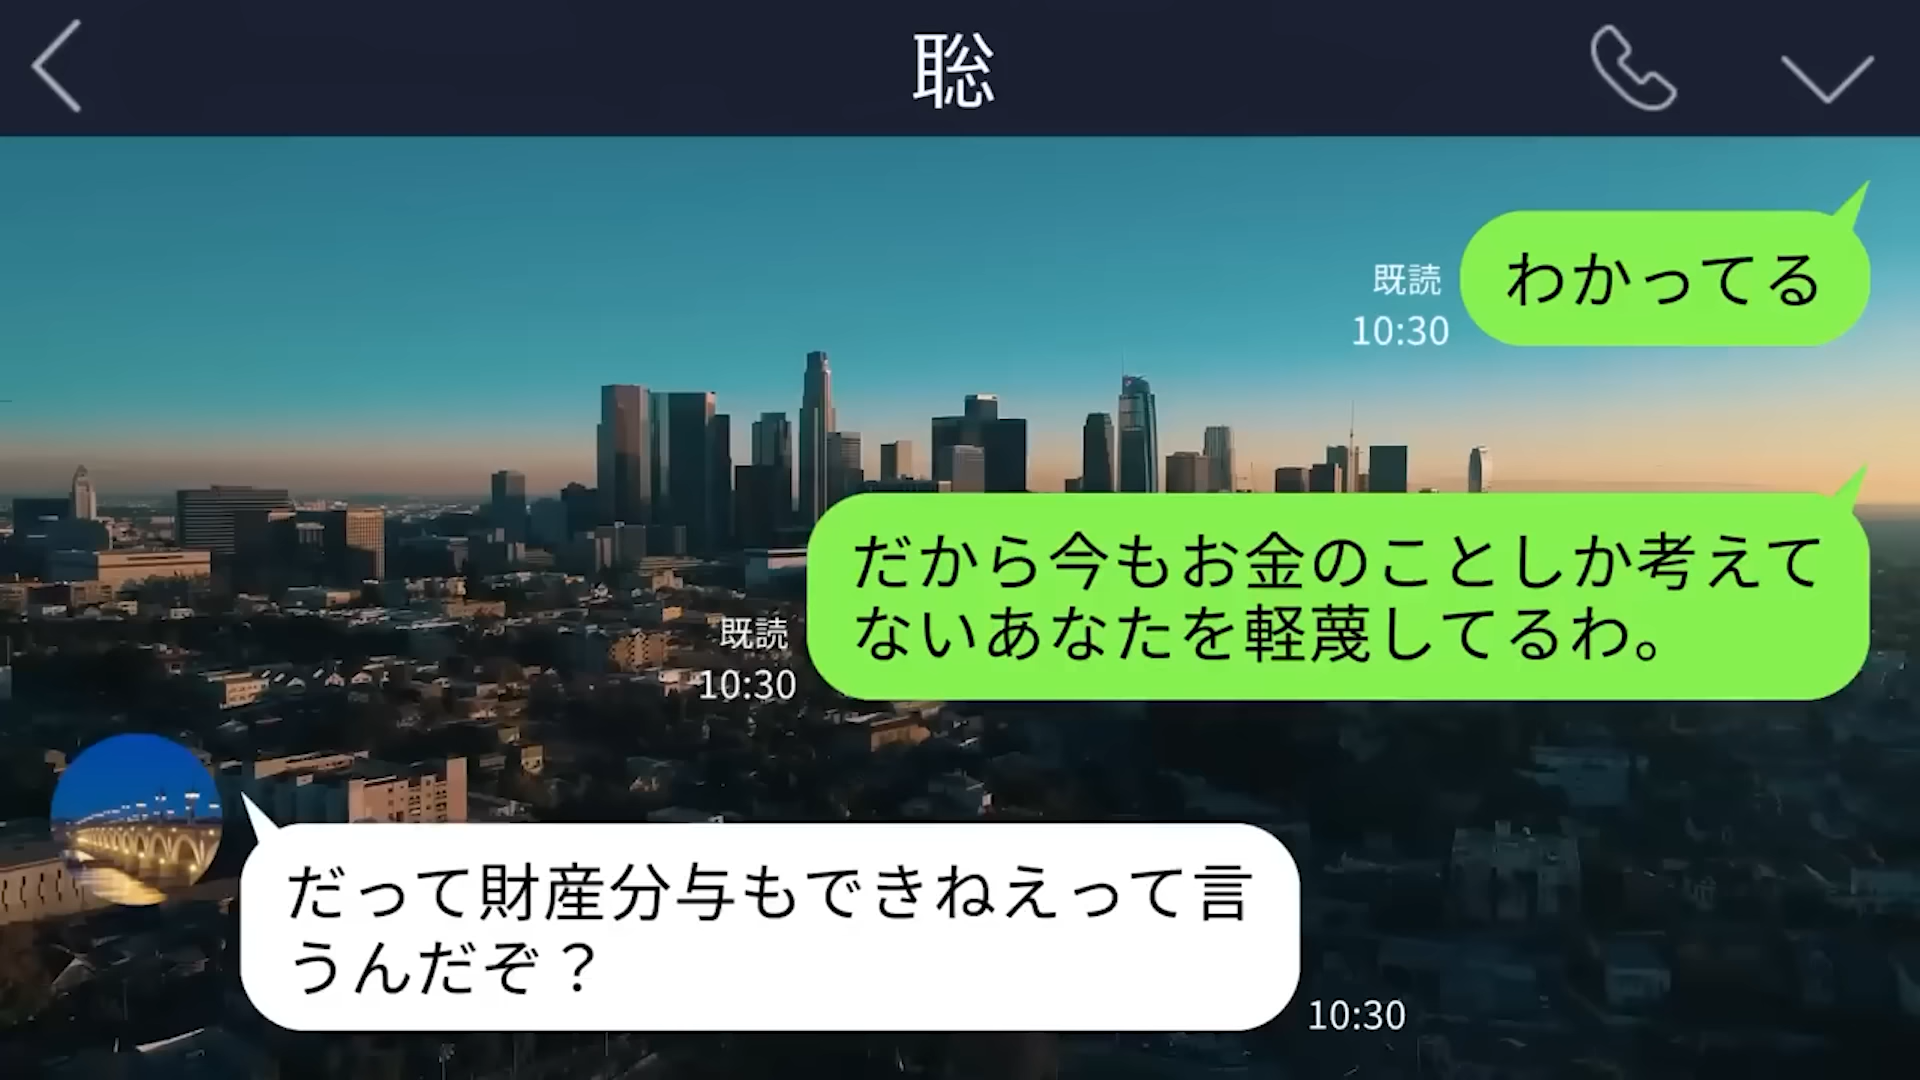 聡
わかってる
既読
10:30
だから今もお金のことしか考えて
ないあなたを軽蔑してるわ。
既読
10:30
だって財産分与もできねえって言
うんだぞ？
10:30